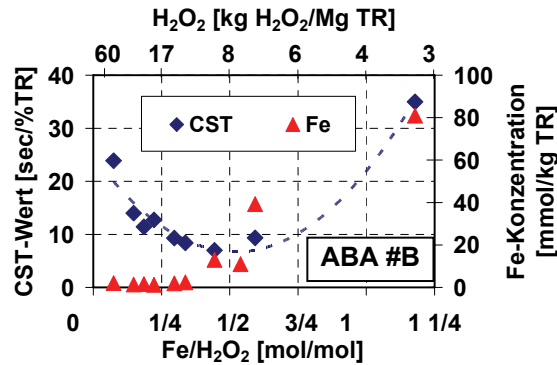 H₂O₂ [kg H₂O₂/Mg TR]
60 17 8 6 4 3
40 100
30 80
20 60
10 40
0 20
0
CST Fe
ABA #B
CST-Wert [sec/%TR]
Fe-Konzentration
[mmol/kg TR]
0 1/4 1/2 3/4 1 1 1/4
Fe/H₂O₂ [mol/mol]